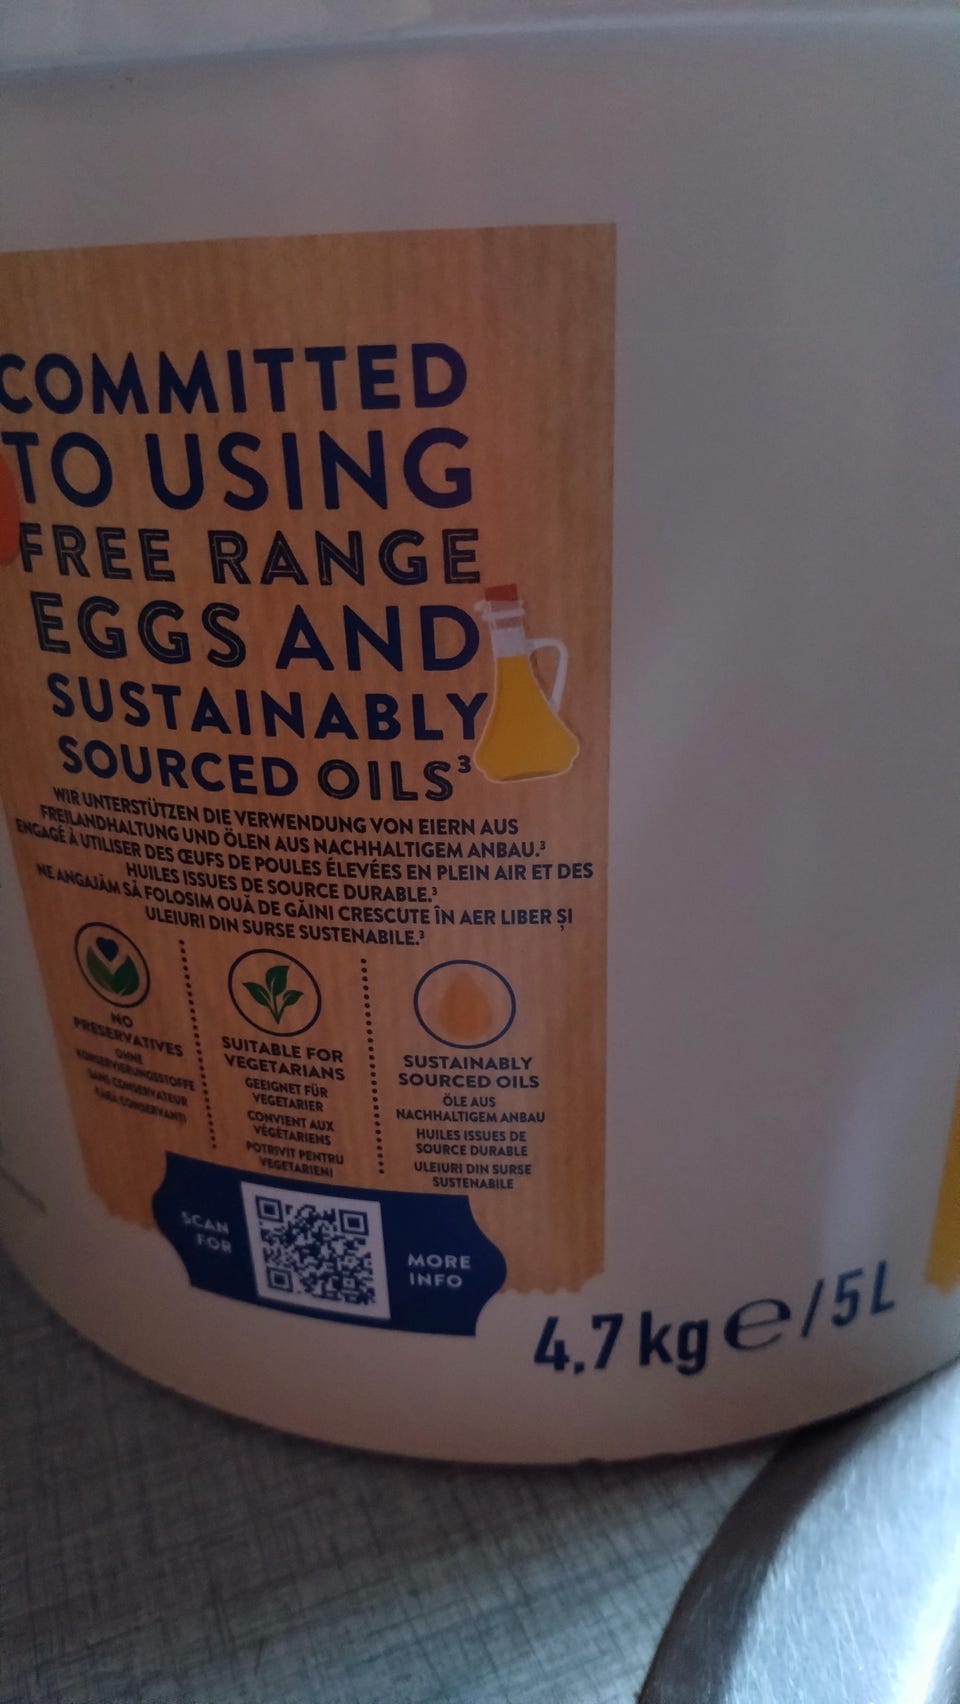 COMMITTED
TO USING
FREE RANGE
EGGS AND
SUSTAINABLY
SOURCED OILS³
WIR UNTERSTÜTZEN DIE VERWENDUNG VON EIERN AUS
FREILANDHALTUNG UND ÖLEN AUS NACHHALTIGEM ANBAU.³
ENGAGÉ À UTILISER DES ŒUFS DE POULES ÉLEVÉES EN PLEIN AIR ET DES
HUILES ISSUES DE SOURCE DURABLE.³
NE ANGAJĂM SĂ FOLOSIM OUĂ DE GĂINI CRESCUTE ÎN AER LIBER ȘI
ULEIURI DIN SURSE SUSTENABILE.³
NO
PRESERVATIVES
OHNE
KONSERVIERUNGSSTOFFE
SANS CONSERVATEUR
FĂRĂ CONSERVANȚI
SUITABLE FOR
VEGETARIANS
GEEIGNET FÜR
VEGETARIER
CONVIENT AUX
VÉGÉTARIENS
POTRIVIT PENTRU
VEGETARIENI
SUSTAINABLY
SOURCED OILS
ÖLE AUS
NACHHALTIGEM ANBAU
HUILES ISSUES DE
SOURCE DURABLE
ULEIURI DIN SURSE
SUSTENABILE
SCAN
FOR
MORE
INFO
4,7 kg ℮ / 5L